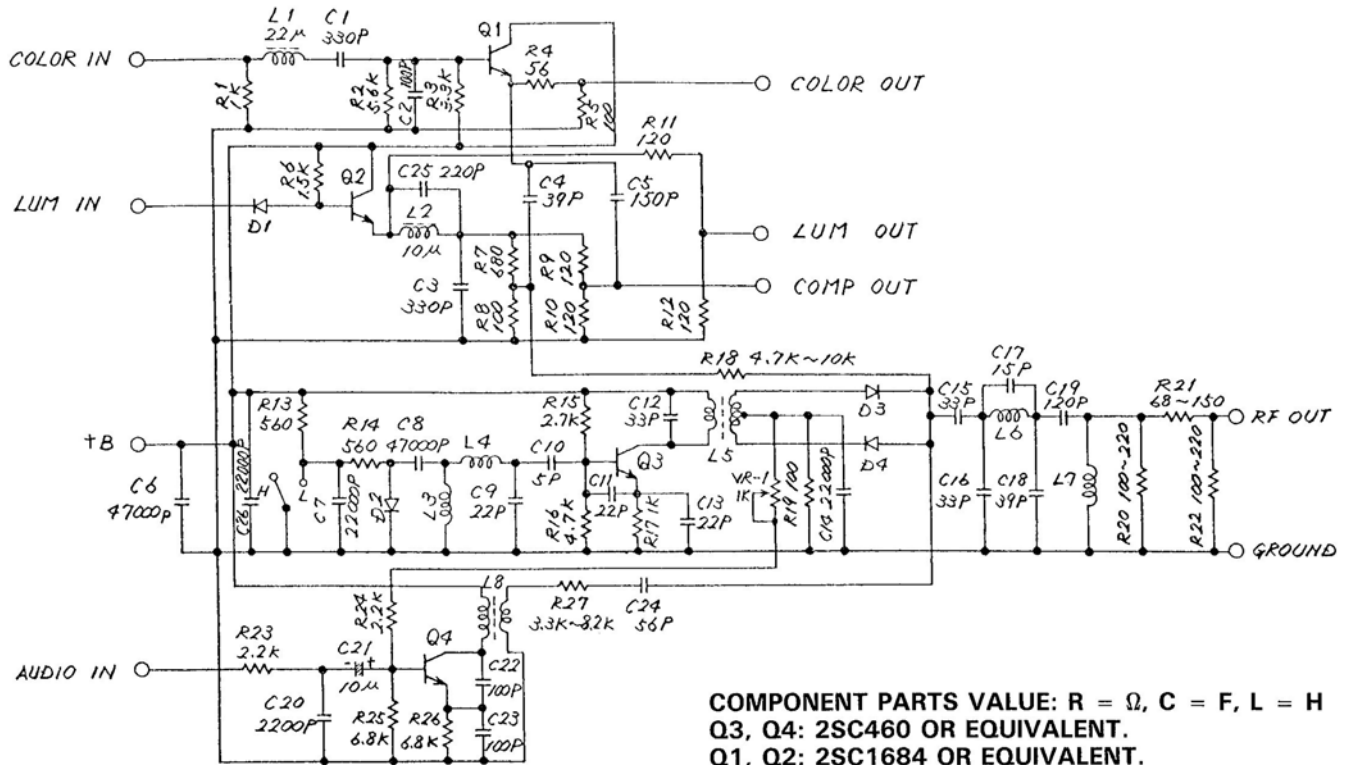 L1
22μ
C1
330P
Q1
R4
56
COLOR IN
COLOR OUT
R1
1K
R2
5.6K
C2
100P
R3
3.3K
R5
100
R11
120
R6
1.5K
Q2
C25 220P
C4
39P
C5
150P
LUM IN
D1
L2
10μ
LUM OUT
R7
680
R9
120
COMP OUT
C3
330P
R8
100
R10
120
R12
120
R18 4.7K~10K
C17
15P
R13
560
R14
560
C8
47000P
L4
C10
5P
R15
2.7K
C12
33P
Q3
L5
D3
D4
C15
33P
L6
C19
120P
R21
68~150
RF OUT
+B
C6
47000P
C26
22000P
H
L
C7
22000P
D2
L3
C9
22P
R16
4.7K
C11
22P
R17 1K
C13
22P
VR-1
1K
R19 100
C14 22000P
C16
33P
C18
39P
L7
R20 100~220
R22 100~220
GROUND
R24
2.2K
L8
R27
3.3K~8.2K
C24
56P
R23
2.2K
C21
- +
10μ
Q4
AUDIO IN
C20
2200P
R25
6.8K
R26
6.8K
C22
100P
C23
100P
COMPONENT PARTS VALUE: R = Ω, C = F, L = H
Q3, Q4: 2SC460 OR EQUIVALENT.
Q1, Q2: 2SC1684 OR EQUIVALENT.